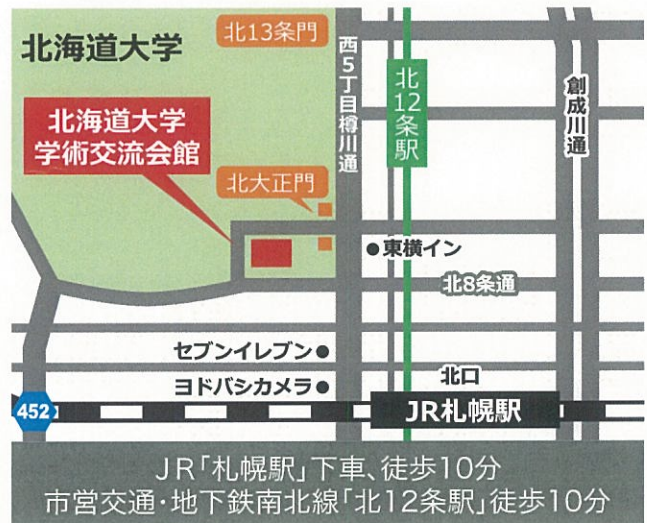 北海道大学
北13条門
西5丁目樽川通
北12条駅
創成川通
北海道大学
学術交流会館
北大正門
●東横イン
北8条通
セブンイレブン●
ヨドバシカメラ●
北口
452
JR札幌駅
JR「札幌駅」下車、徒歩10分
市営交通・地下鉄南北線「北12条駅」徒歩10分